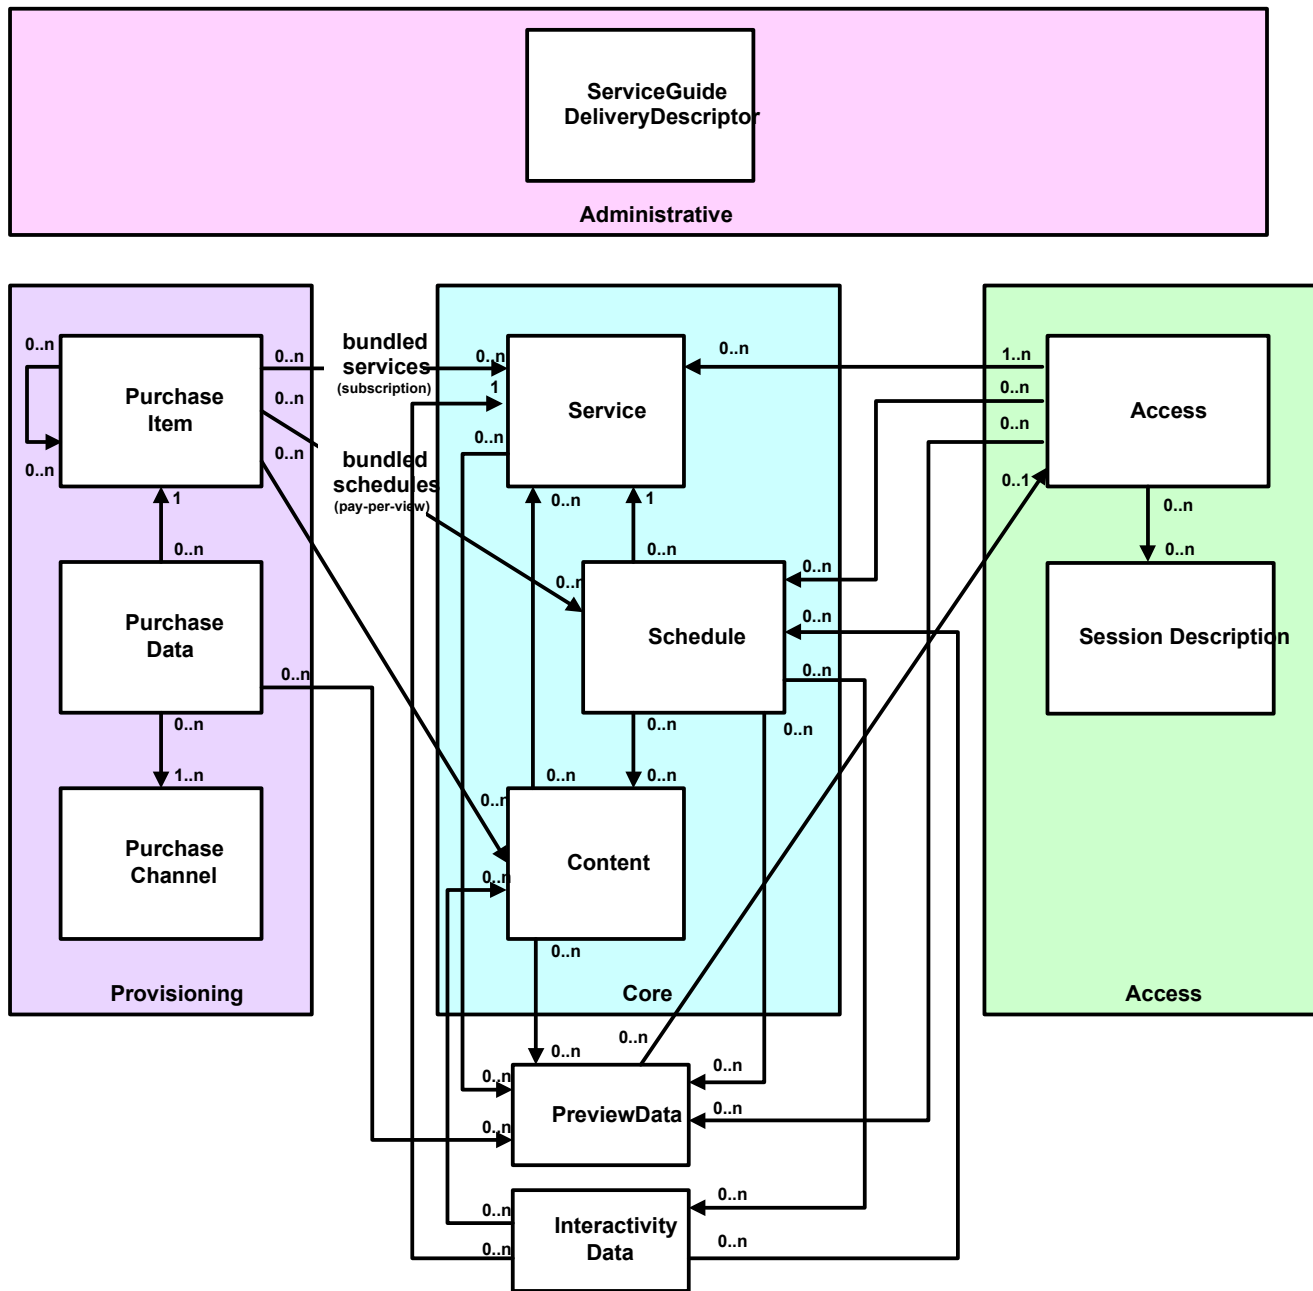 ServiceGuide
DeliveryDescriptor
Administrative
0..n
0..n
0..n
0..n
0..n
Purchase
Item
bundled
services
(subscription)
0..n
1
0..n
bundled
schedules
(pay-per-view)
Service
0..n
1..n
0..n
0..n
0..1
Access
1
0..n
0..n
1
0..n
0..n
0..n
Purchase
Data
0..n
0..n
0..n
Schedule
0..n
0..n
0..n
0..n
Session Description
0..n
1..n
0..n
0..n
0..n
Purchase
Channel
0..n
0..n
Content
0..n
Provisioning
Core
Access
0..n
0..n
0..n
0..n
0..n
PreviewData
0..n
0..n
0..n
0..n
Interactivity
Data
0..n
0..n